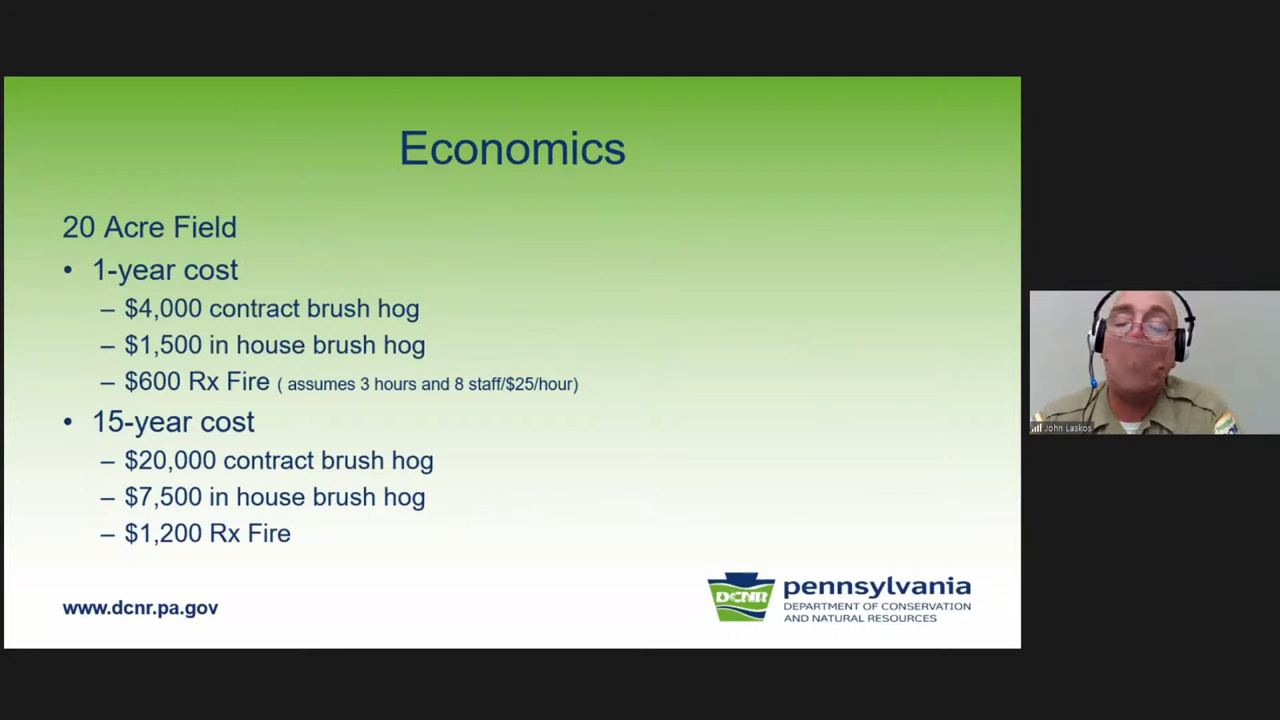 Economics
20 Acre Field
• 1-year cost
– $4,000 contract brush hog
– $1,500 in house brush hog
– $600 Rx Fire ( assumes 3 hours and 8 staff/$25/hour)
• 15-year cost
– $20,000 contract brush hog
– $7,500 in house brush hog
– $1,200 Rx Fire
www.dcnr.pa.gov
DCNR
pennsylvania
DEPARTMENT OF CONSERVATION
AND NATURAL RESOURCES
John Laskos